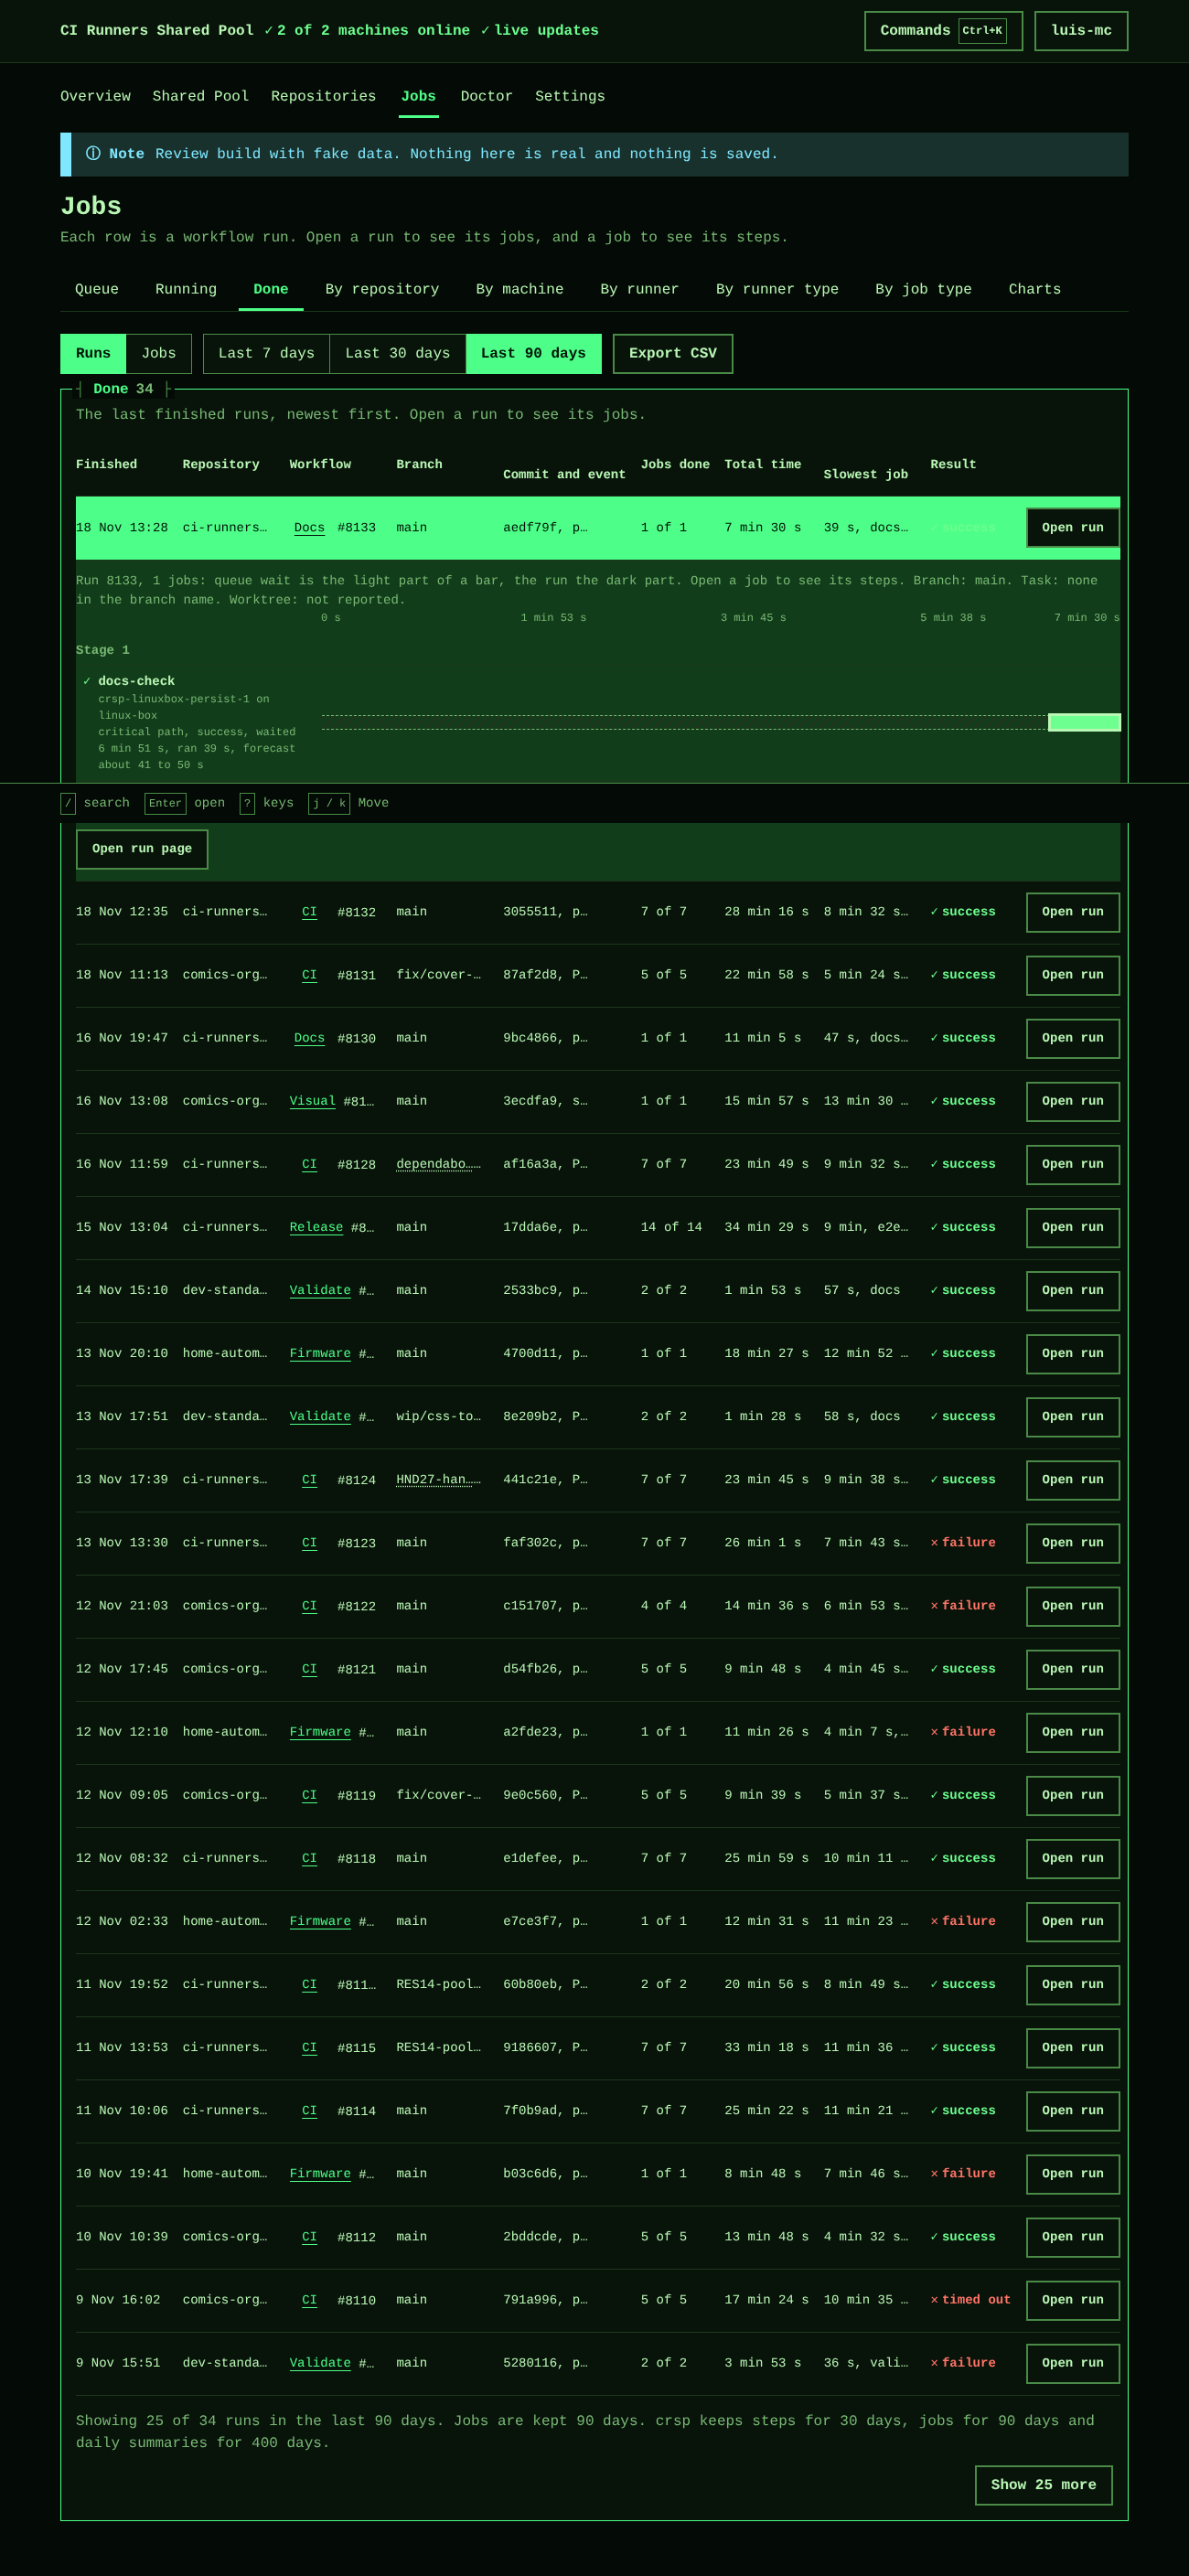 CI Runners Shared Pool ✓ 2 of 2 machines online ✓ live updates Commands Ctrl+K luis-mc
Overview Shared Pool Repositories Jobs Doctor Settings
ⓘ Note Review build with fake data. Nothing here is real and nothing is saved.
Jobs
Each row is a workflow run. Open a run to see its jobs, and a job to see its steps.
Queue Running Done By repository By machine By runner By runner type By job type Charts
Runs Jobs Last 7 days Last 30 days Last 90 days Export CSV
┤ Done 34 ├
The last finished runs, newest first. Open a run to see its jobs.
Finished Repository Workflow Branch Commit and event Jobs done Total time Slowest job Result
18 Nov 13:28 ci-runners… Docs #8133 main aedf79f, p… 1 of 1 7 min 30 s 39 s, docs… ✓ success Open run
Run 8133, 1 jobs: queue wait is the light part of a bar, the run the dark part. Open a job to see its steps. Branch: main. Task: none
in the branch name. Worktree: not reported.
0 s 1 min 53 s 3 min 45 s 5 min 38 s 7 min 30 s
Stage 1
✓ docs-check
crsp-linuxbox-persist-1 on
linux-box
critical path, success, waited
6 min 51 s, ran 39 s, forecast
about 41 to 50 s
/ search Enter open ? keys j / k Move
Open run page
18 Nov 12:35 ci-runners… CI #8132 main 3055511, p… 7 of 7 28 min 16 s 8 min 32 s… ✓ success Open run
18 Nov 11:13 comics-org… CI #8131 fix/cover-… 87af2d8, P… 5 of 5 22 min 58 s 5 min 24 s… ✓ success Open run
16 Nov 19:47 ci-runners… Docs #8130 main 9bc4866, p… 1 of 1 11 min 5 s 47 s, docs… ✓ success Open run
16 Nov 13:08 comics-org… Visual #81… main 3ecdfa9, s… 1 of 1 15 min 57 s 13 min 30 … ✓ success Open run
16 Nov 11:59 ci-runners… CI #8128 dependabo…… af16a3a, P… 7 of 7 23 min 49 s 9 min 32 s… ✓ success Open run
15 Nov 13:04 ci-runners… Release #8… main 17dda6e, p… 14 of 14 34 min 29 s 9 min, e2e… ✓ success Open run
14 Nov 15:10 dev-standa… Validate #… main 2533bc9, p… 2 of 2 1 min 53 s 57 s, docs ✓ success Open run
13 Nov 20:10 home-autom… Firmware #… main 4700d11, p… 1 of 1 18 min 27 s 12 min 52 … ✓ success Open run
13 Nov 17:51 dev-standa… Validate #… wip/css-to… 8e209b2, P… 2 of 2 1 min 28 s 58 s, docs ✓ success Open run
13 Nov 17:39 ci-runners… CI #8124 HND27-han…… 441c21e, P… 7 of 7 23 min 45 s 9 min 38 s… ✓ success Open run
13 Nov 13:30 ci-runners… CI #8123 main faf302c, p… 7 of 7 26 min 1 s 7 min 43 s… × failure Open run
12 Nov 21:03 comics-org… CI #8122 main c151707, p… 4 of 4 14 min 36 s 6 min 53 s… × failure Open run
12 Nov 17:45 comics-org… CI #8121 main d54fb26, p… 5 of 5 9 min 48 s 4 min 45 s… ✓ success Open run
12 Nov 12:10 home-autom… Firmware #… main a2fde23, p… 1 of 1 11 min 26 s 4 min 7 s,… × failure Open run
12 Nov 09:05 comics-org… CI #8119 fix/cover-… 9e0c560, P… 5 of 5 9 min 39 s 5 min 37 s… ✓ success Open run
12 Nov 08:32 ci-runners… CI #8118 main e1defee, p… 7 of 7 25 min 59 s 10 min 11 … ✓ success Open run
12 Nov 02:33 home-autom… Firmware #… main e7ce3f7, p… 1 of 1 12 min 31 s 11 min 23 … × failure Open run
11 Nov 19:52 ci-runners… CI #811… RES14-pool… 60b80eb, P… 2 of 2 20 min 56 s 8 min 49 s… ✓ success Open run
11 Nov 13:53 ci-runners… CI #8115 RES14-pool… 9186607, P… 7 of 7 33 min 18 s 11 min 36 … ✓ success Open run
11 Nov 10:06 ci-runners… CI #8114 main 7f0b9ad, p… 7 of 7 25 min 22 s 11 min 21 … ✓ success Open run
10 Nov 19:41 home-autom… Firmware #… main b03c6d6, p… 1 of 1 8 min 48 s 7 min 46 s… × failure Open run
10 Nov 10:39 comics-org… CI #8112 main 2bddcde, p… 5 of 5 13 min 48 s 4 min 32 s… ✓ success Open run
9 Nov 16:02 comics-org… CI #8110 main 791a996, p… 5 of 5 17 min 24 s 10 min 35 … × timed out Open run
9 Nov 15:51 dev-standa… Validate #… main 5280116, p… 2 of 2 3 min 53 s 36 s, vali… × failure Open run
Showing 25 of 34 runs in the last 90 days. Jobs are kept 90 days. crsp keeps steps for 30 days, jobs for 90 days and
daily summaries for 400 days.
Show 25 more